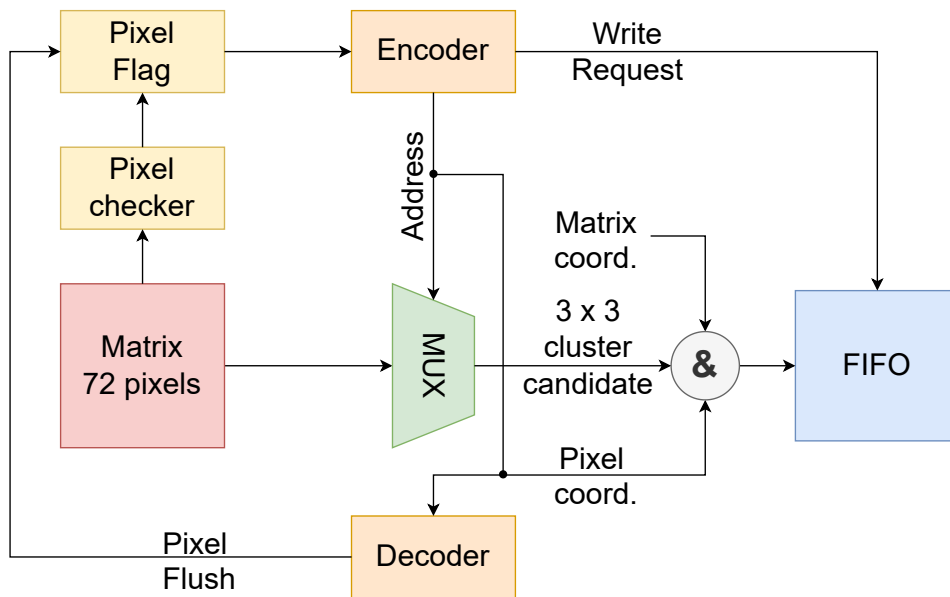 Pixel
Flag
Encoder
Write
Request
Pixel
checker
Address
Matrix
coord.
Matrix
72 pixels
MUX
3 x 3
cluster
candidate
&
FIFO
Pixel
coord.
Pixel
Flush
Decoder